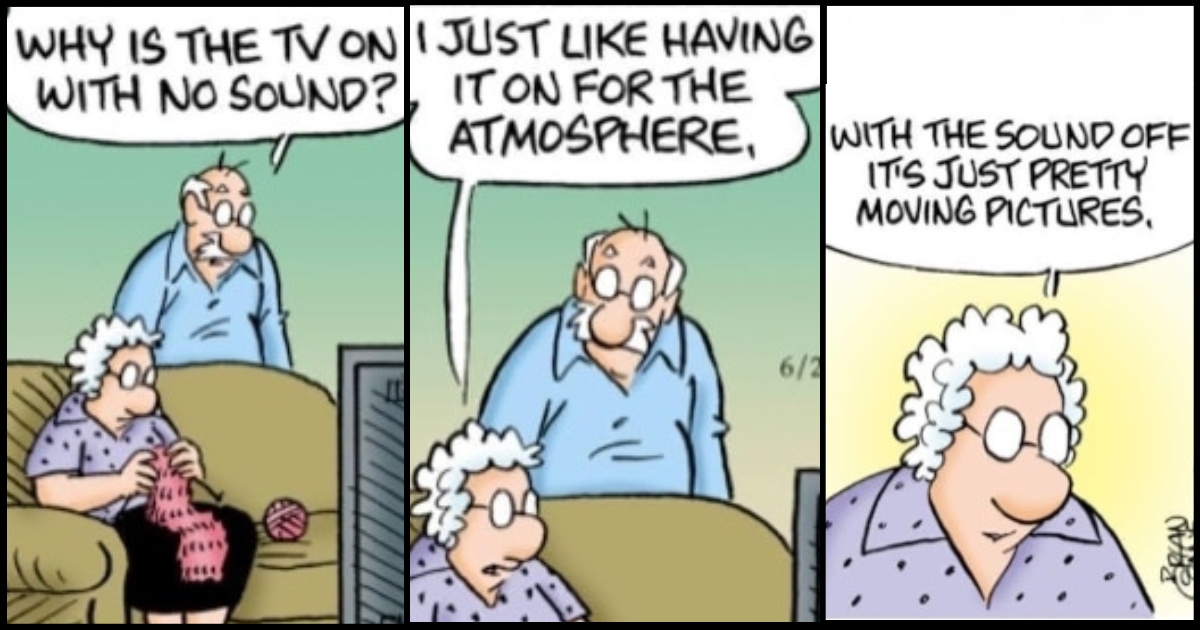 WHY IS THE TV ON
WITH NO SOUND?
I JUST LIKE HAVING
IT ON FOR THE
ATMOSPHERE.
6/2
WITH THE SOUND OFF
IT'S JUST PRETTY
MOVING PICTURES.
BRIAN